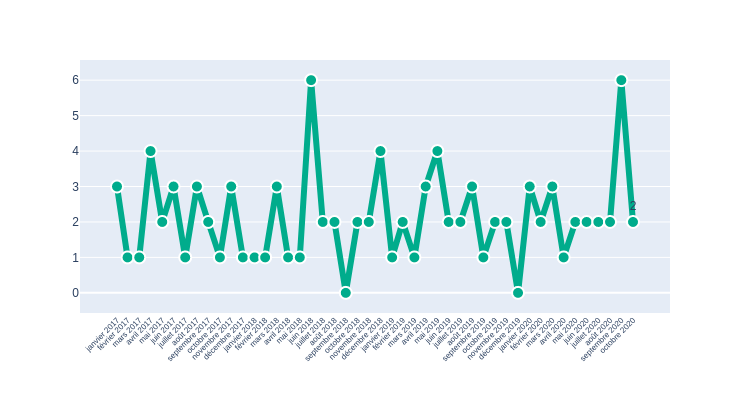 6
5
4
3
2
1
0
2
janvier 2017
février 2017
mars 2017
avril 2017
mai 2017
juin 2017
juillet 2017
août 2017
septembre 2017
octobre 2017
novembre 2017
décembre 2017
janvier 2018
février 2018
mars 2018
avril 2018
mai 2018
juin 2018
juillet 2018
août 2018
septembre 2018
octobre 2018
novembre 2018
décembre 2018
janvier 2019
février 2019
mars 2019
avril 2019
mai 2019
juin 2019
juillet 2019
août 2019
septembre 2019
octobre 2019
novembre 2019
décembre 2019
janvier 2020
février 2020
mars 2020
avril 2020
mai 2020
juin 2020
juillet 2020
août 2020
septembre 2020
octobre 2020